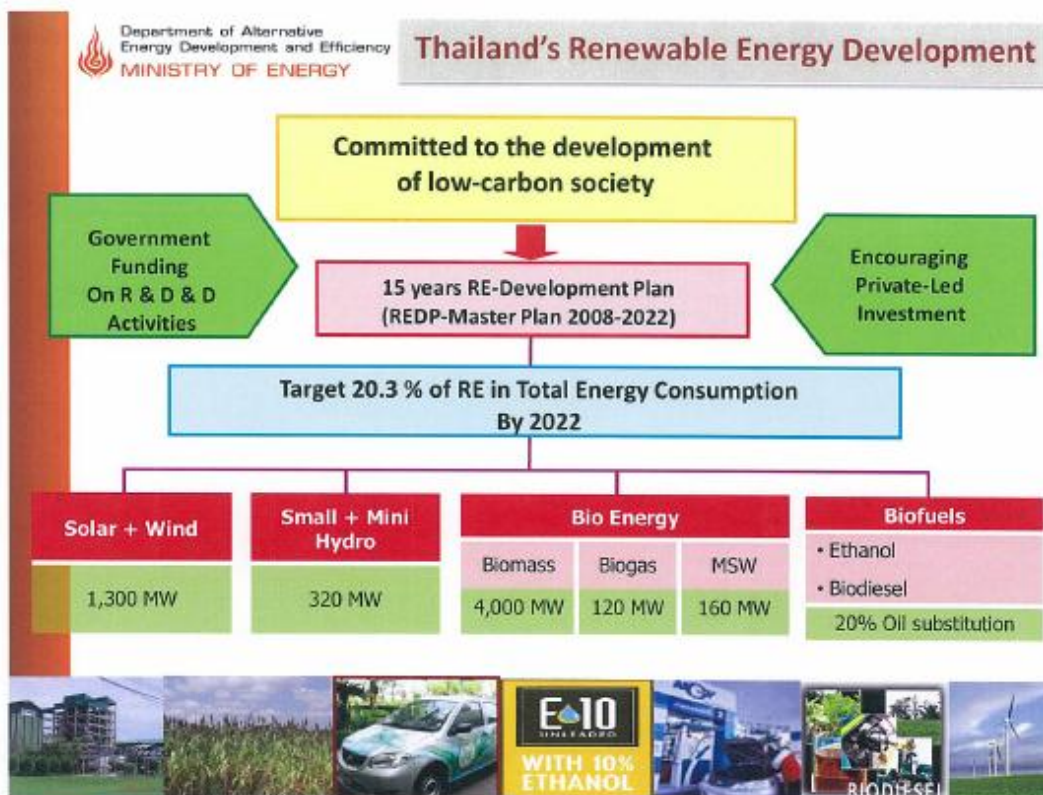 Department of Alternative
Energy Development and Efficiency
MINISTRY OF ENERGY
Thailand's Renewable Energy Development
Committed to the development
of low-carbon society
Government
Funding
On R & D & D
Activities
15 years RE-Development Plan
(REDP-Master Plan 2008-2022)
Encouraging
Private-Led
Investment
Target 20.3 % of RE in Total Energy Consumption
By 2022
Solar + Wind
1,300 MW
Small + Mini
Hydro
320 MW
Bio Energy
Biomass Biogas MSW
4,000 MW 120 MW 160 MW
Biofuels
• Ethanol
• Biodiesel
20% Oil substitution
E 10
UNLEADED
WITH 10%
ETHANOL
BIODIESEL